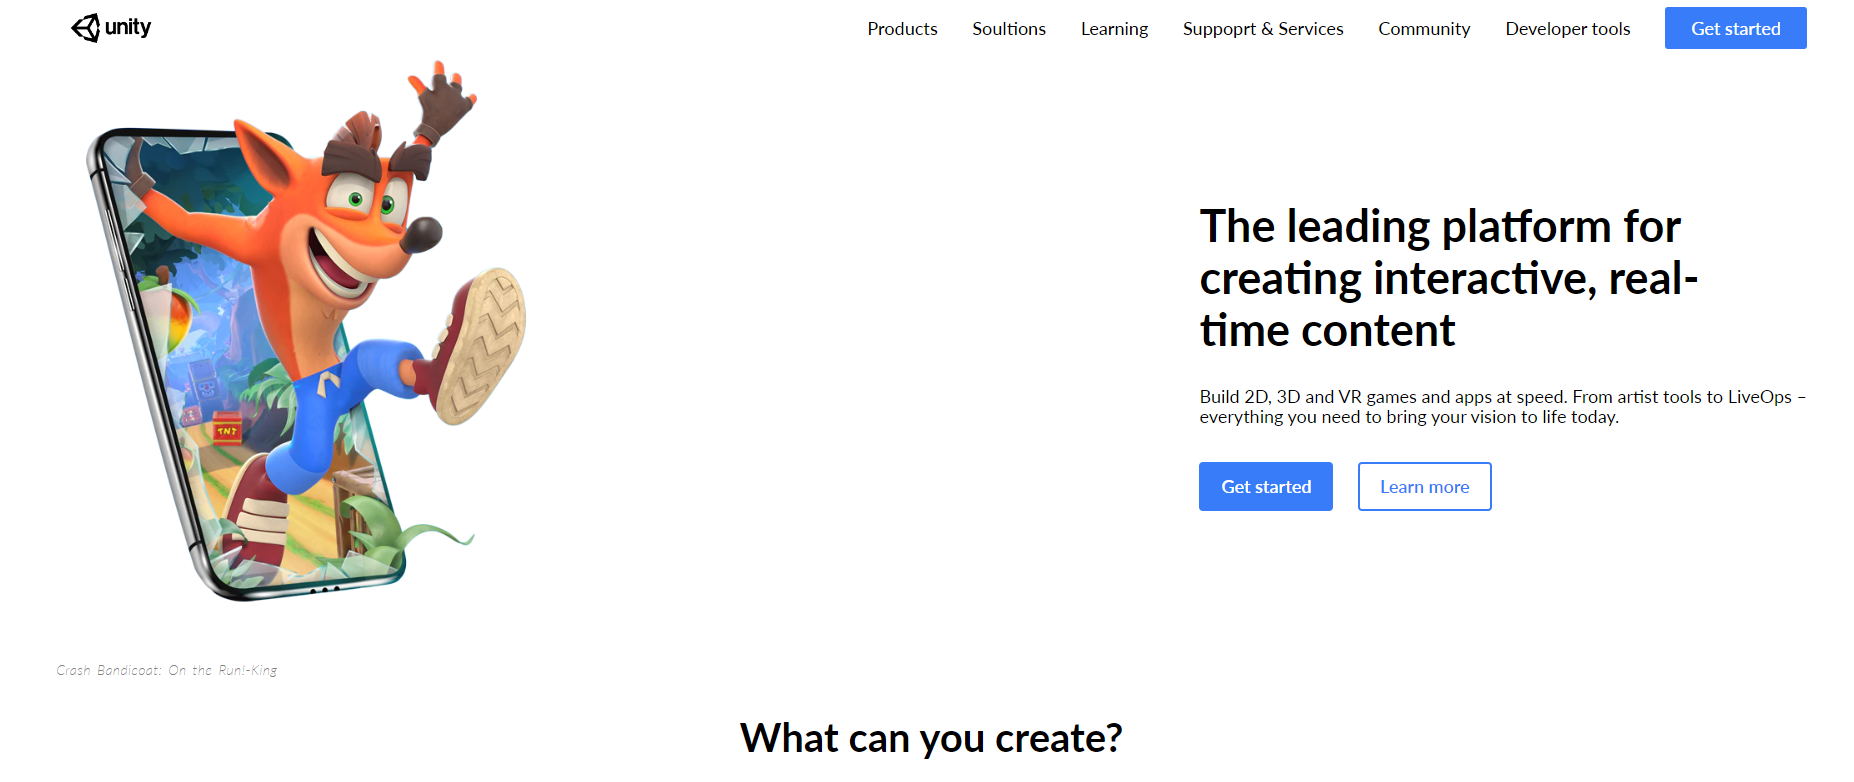 unity
Products Soultions Learning Suppoprt & Services Community Developer tools Get started
TNT
The leading platform for
creating interactive, real-
time content
Build 2D, 3D and VR games and apps at speed. From artist tools to LiveOps –
everything you need to bring your vision to life today.
Get started Learn more
Crash Bandicoat: On the Run!-King
What can you create?